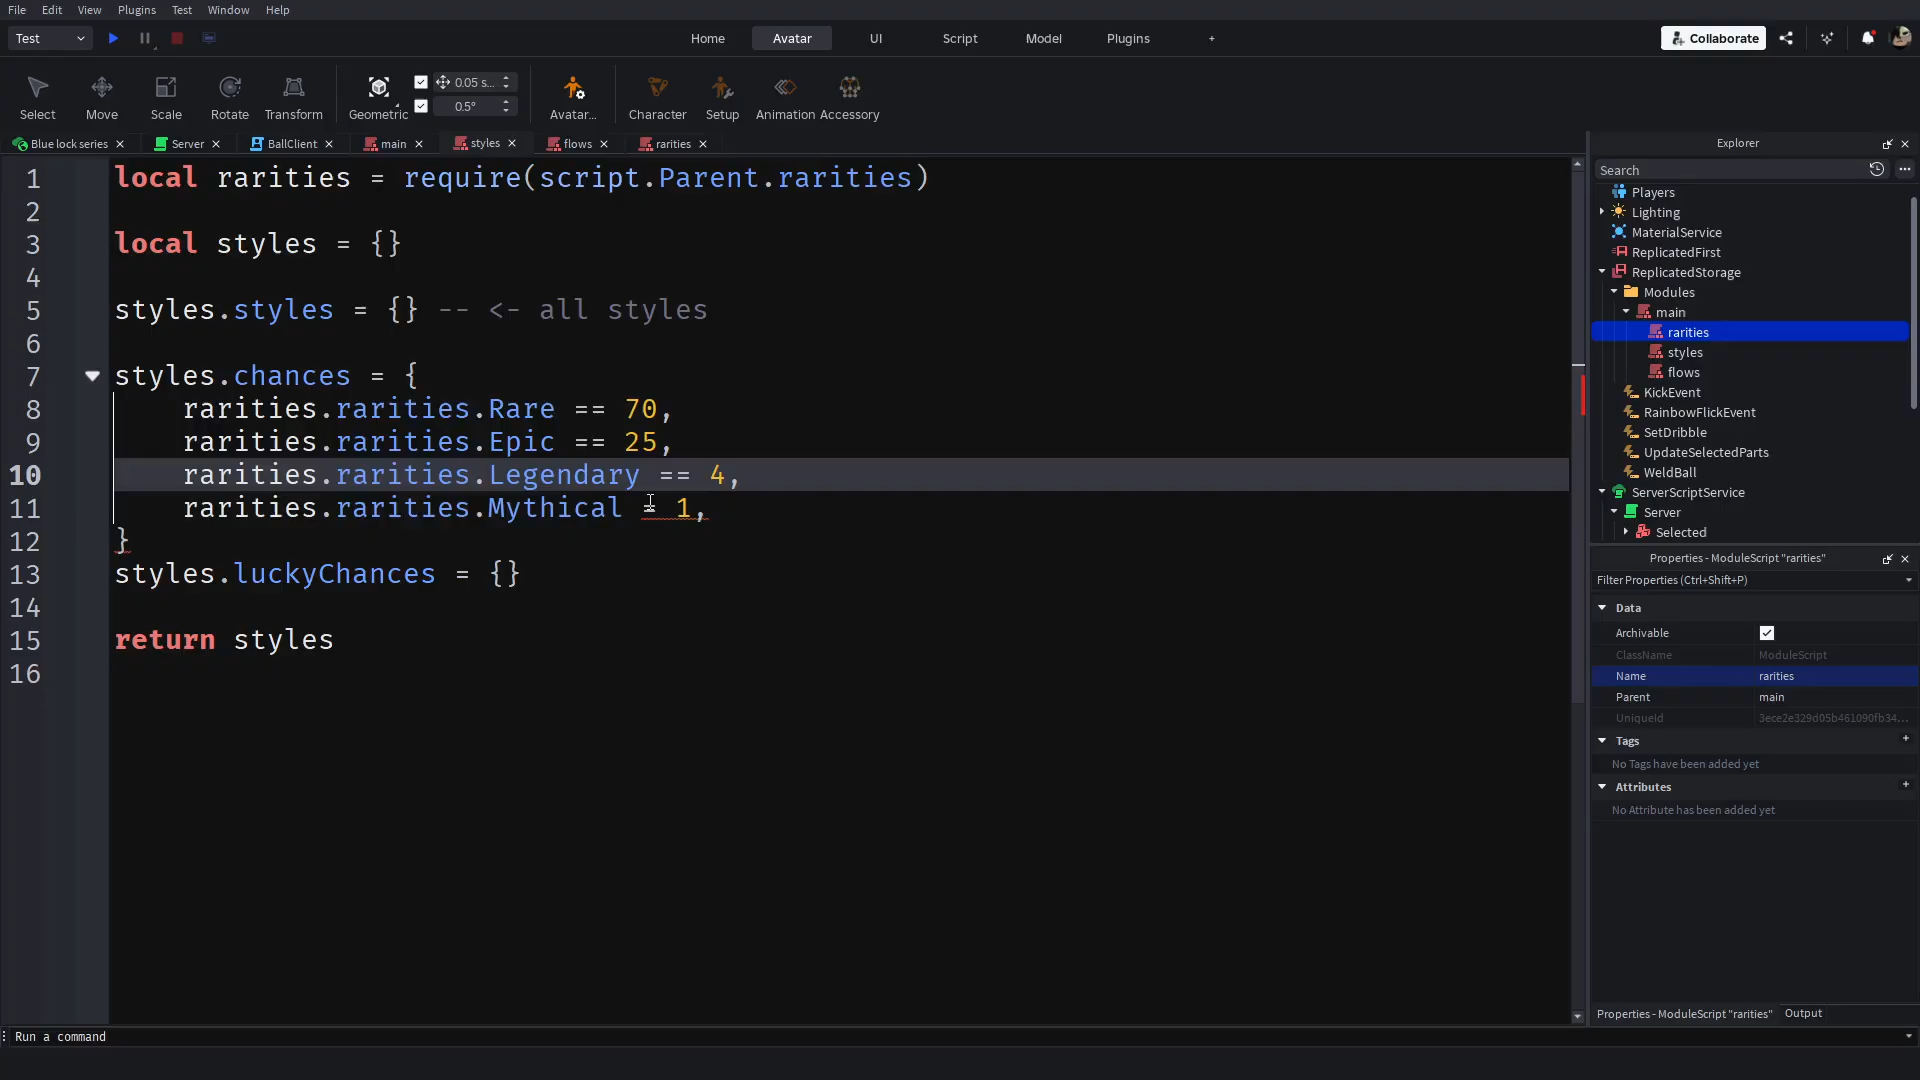 File Edit View Plugins Test Window Help
Test Home Avatar UI Script Model Plugins + Collaborate
Select Move Scale Rotate Transform Geometric 0.05 s... 0.5° Avatar... Character Setup Animation Accessory
Blue lock series Server BallClient main styles flows rarities
1 local rarities = require(script.Parent.rarities)
2
3 local styles = {}
4
5 styles.styles = {} -- <- all styles
6
7 styles.chances = {
8 rarities.rarities.Rare == 70,
9 rarities.rarities.Epic == 25,
10 rarities.rarities.Legendary == 4,
11 rarities.rarities.Mythical = 1,
12 }
13 styles.luckyChances = {}
14
15 return styles
16
Explorer
Search
Players
Lighting
MaterialService
ReplicatedFirst
ReplicatedStorage
Modules
main
rarities
styles
flows
KickEvent
RainbowFlickEvent
SetDribble
UpdateSelectedParts
WeldBall
ServerScriptService
Server
Selected
Properties - ModuleScript "rarities"
Filter Properties (Ctrl+Shift+P)
Data
Archivable
ClassName ModuleScript
Name rarities
Parent main
UniqueId 3ece2e329d05b461090fb34...
Tags +
No Tags have been added yet
Attributes +
No Attribute has been added yet
Properties - ModuleScript "rarities" Output
Run a command